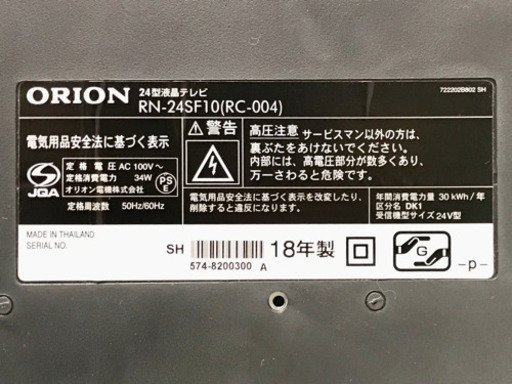 ORION
24型液晶テレビ
RN-24SF10(RC-004)
722202B802 SH
電気用品安全法に基づく表示
JQA
定格電圧 AC 100V~
定格消費電力 34W
オリオン電機株式会社
定格周波数 50Hz/60Hz
PS
E
警告
高圧注意 サービスマン以外の方は、
裏ぶたをあけないでください。
内部には、高電圧部分が数多く
万一さわると危険です。
電気用品安全法に基づく表示を改変したり、
削除すると違反になります。
年間消費電力量 30 kWh/年
区分名 DK1
受信機型サイズ 24V型
MADE IN THAILAND
SERIAL NO.
SH
574-8200300 A
18年製
G
-p-